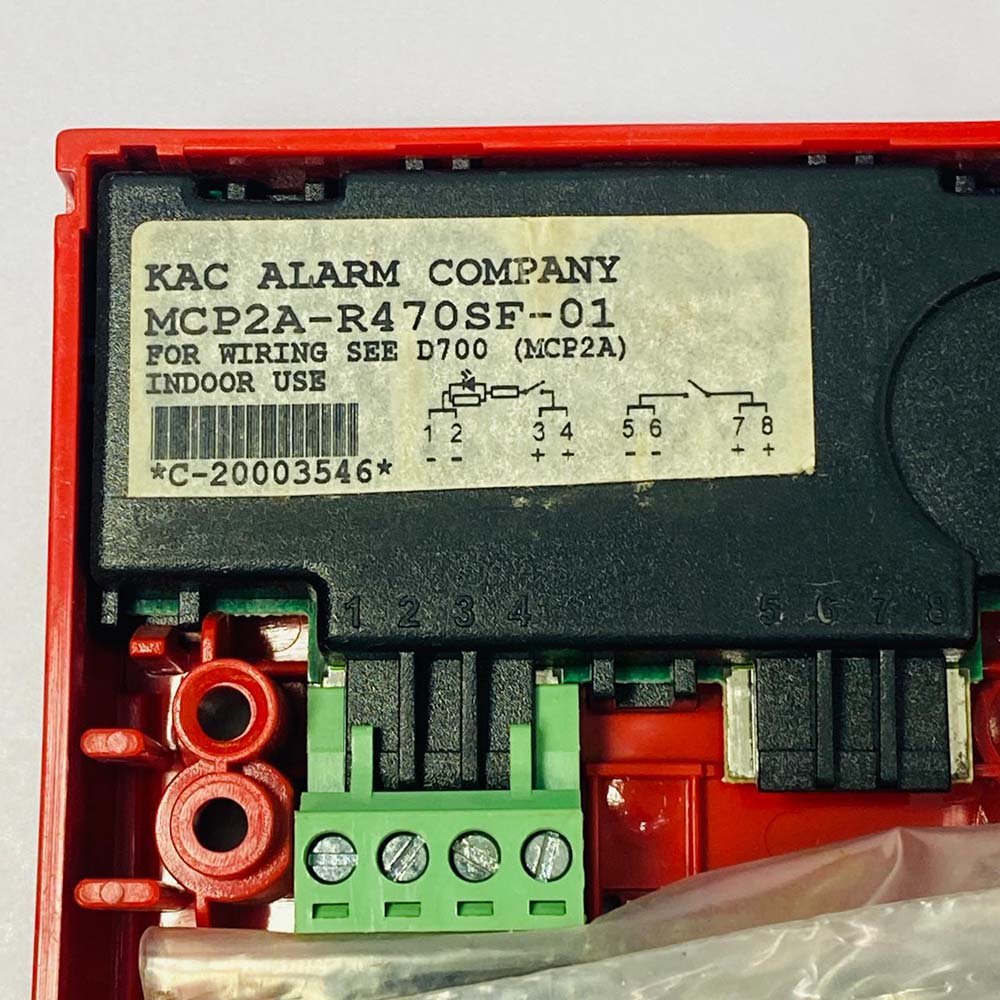 KAC ALARM COMPANY
MCP2A-R470SF-01
FOR WIRING SEE D700 (MCP2A)
INDOOR USE
1 2 3 4 5 6 7 8
- - + + - - + +
*C-20003546*
1 2 3 4 5 6 7 8